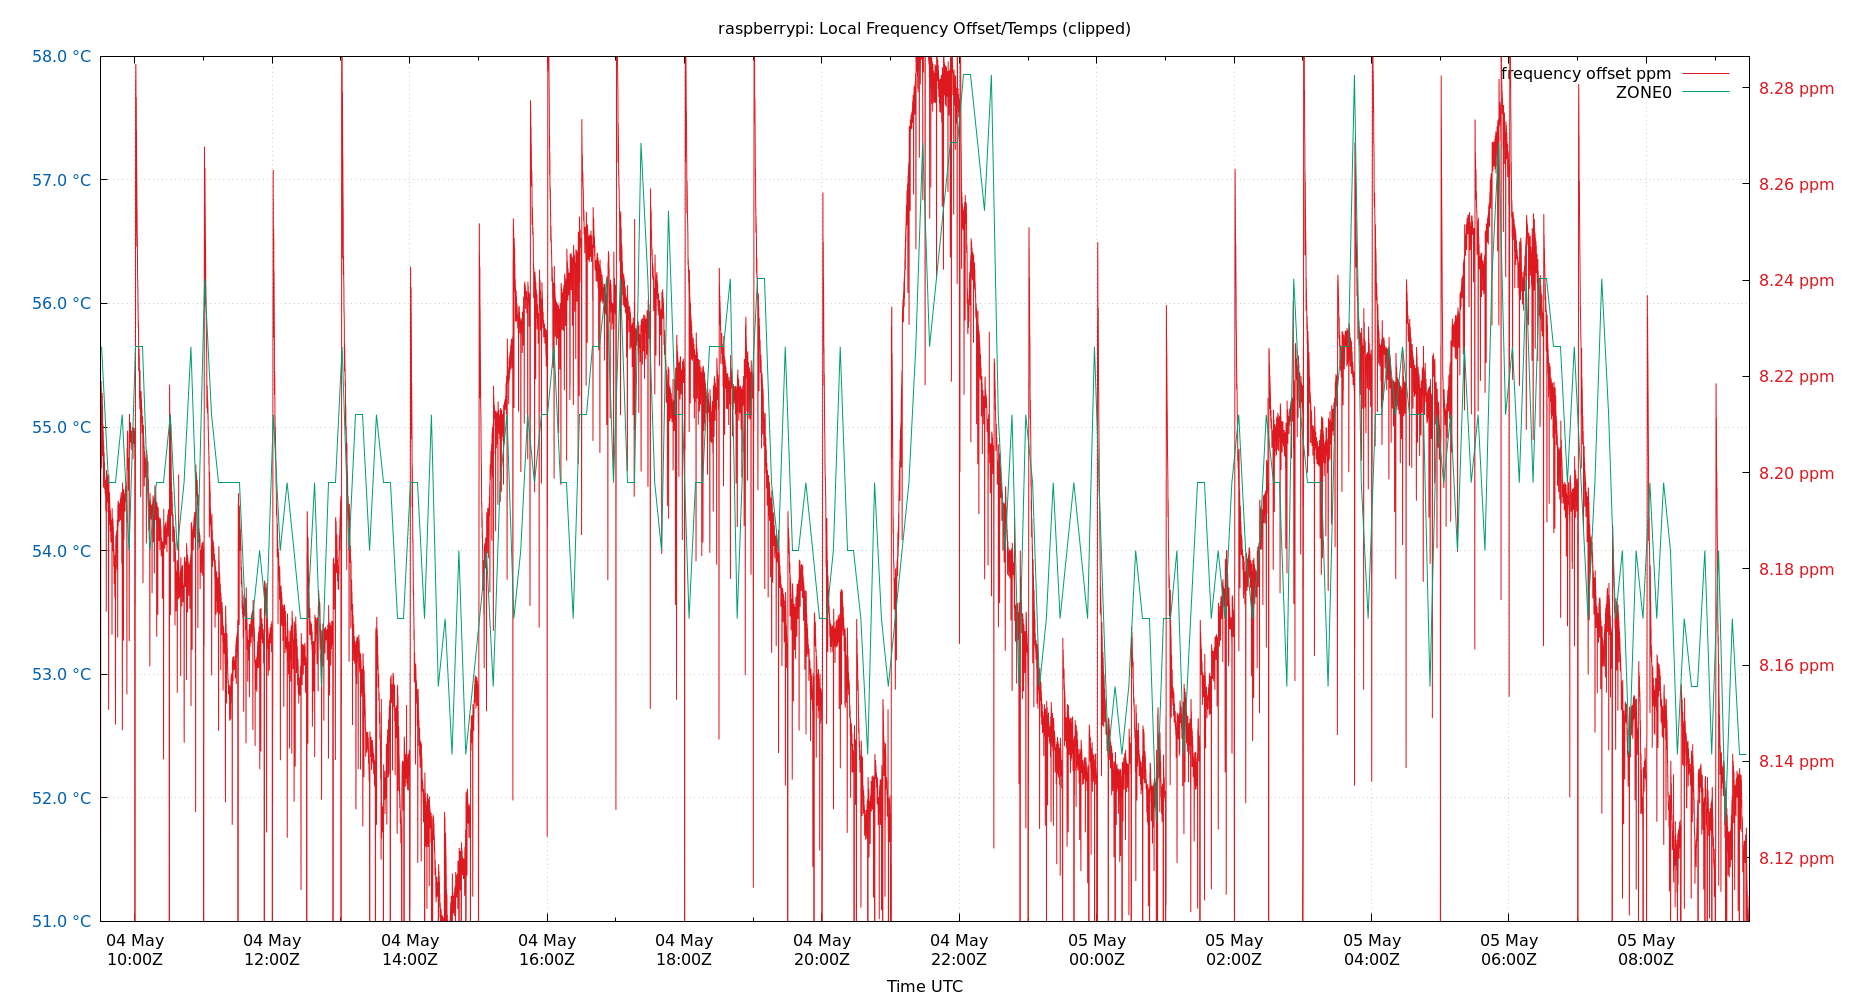 raspberrypi: Local Frequency Offset/Temps (clipped)
58.0 °C
57.0 °C
56.0 °C
55.0 °C
54.0 °C
53.0 °C
52.0 °C
51.0 °C
frequency offset ppm
ZONE0
8.28 ppm
8.26 ppm
8.24 ppm
8.22 ppm
8.20 ppm
8.18 ppm
8.16 ppm
8.14 ppm
8.12 ppm
04 May 04 May 04 May 04 May 04 May 04 May 04 May 05 May 05 May 05 May 05 May 05 May
10:00Z 12:00Z 14:00Z 16:00Z 18:00Z 20:00Z 22:00Z 00:00Z 02:00Z 04:00Z 06:00Z 08:00Z
Time UTC